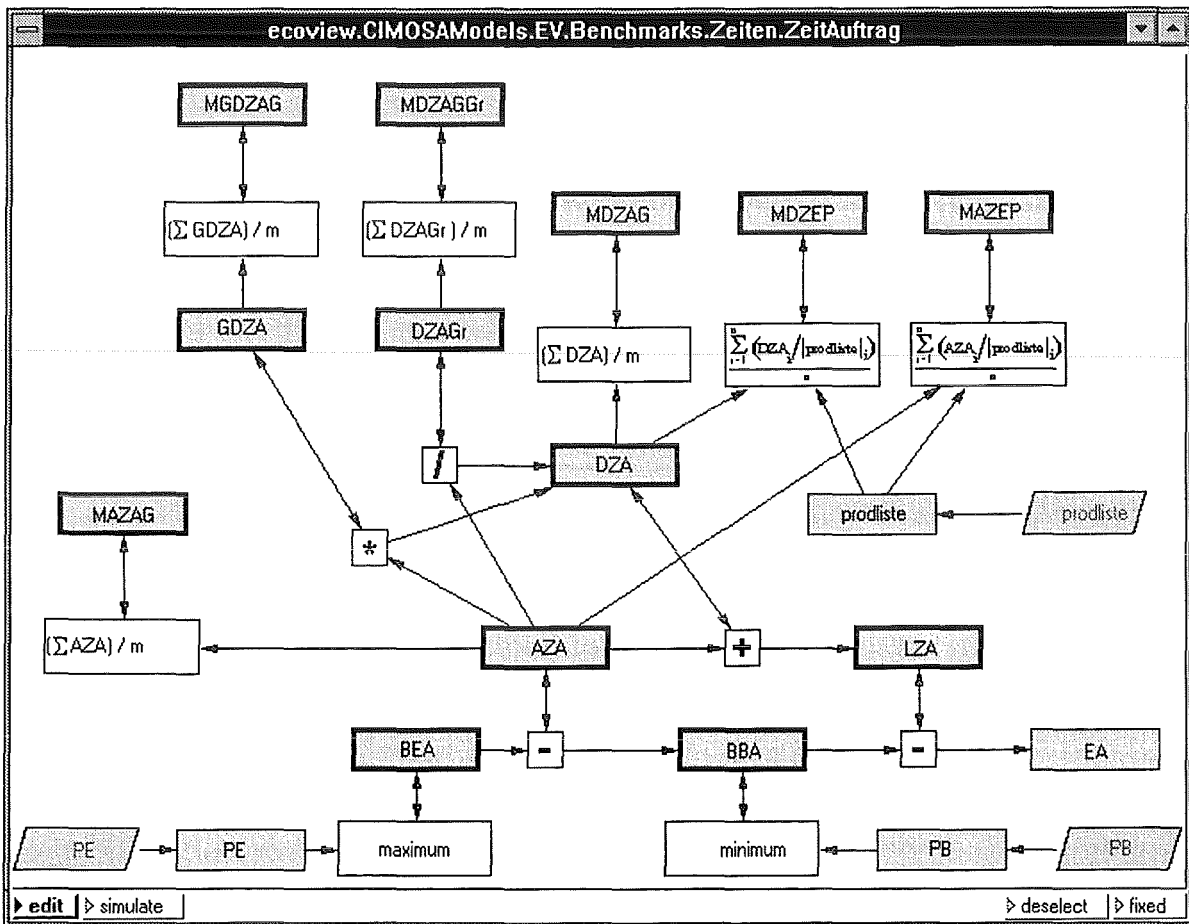 ecoview.CIMOSAModels.EV.Benchmarks.Zeiten.ZeitAuftrag
MGDZAG
MDZAGGr
(Σ GDZA) / m
(Σ DZAGr ) / m
MDZAG
MDZEP
MAZEP
GDZA
DZAGr
(Σ DZA) / m
/
DZA
prodliste
prodliste
MAZAG
*
(Σ AZA) / m
AZA
+
LZA
BEA
-
BBA
-
EA
PE
PE
maximum
minimum
PB
PB
edit
simulate
deselect
fixed